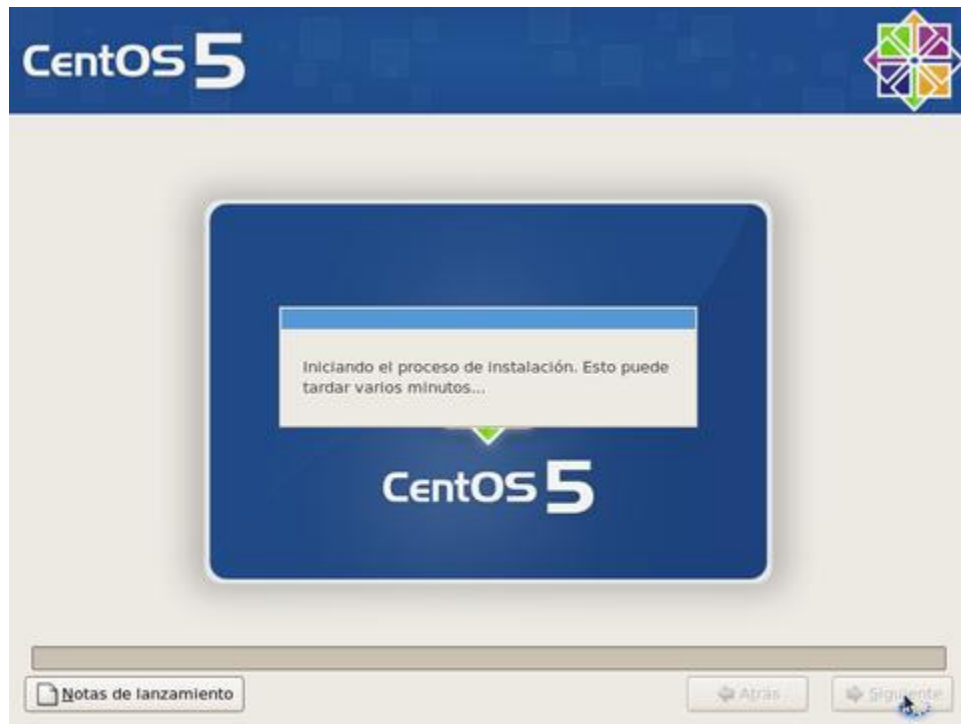 CentOS 5
Iniciando el proceso de instalación. Esto puede
tardar varios minutos...
CentOS 5
Notas de lanzamiento
Atrás
Siguiente